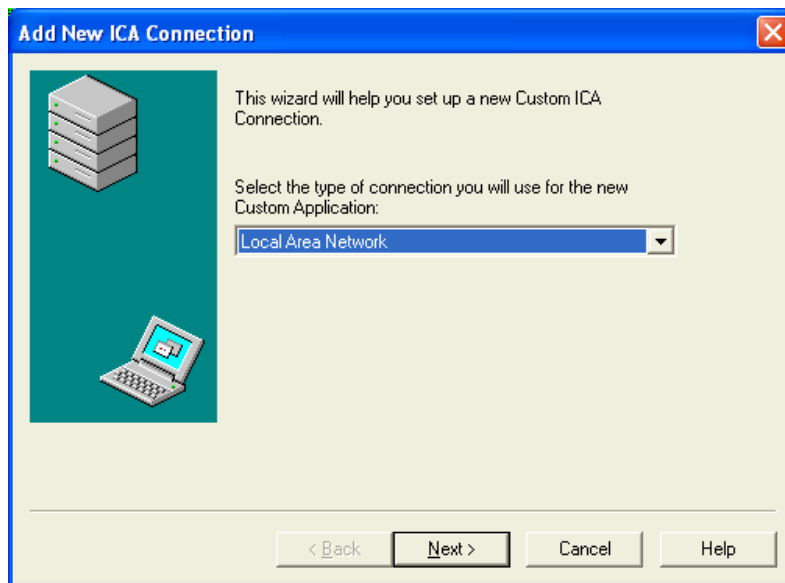 Add New ICA Connection
This wizard will help you set up a new Custom ICA
Connection.
Select the type of connection you will use for the new
Custom Application:
Local Area Network
< Back
Next >
Cancel
Help